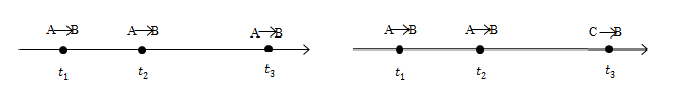 A→B A→B A→B A→B A→B C→B
t₁ t₂ t₃ t₁ t₂ t₃